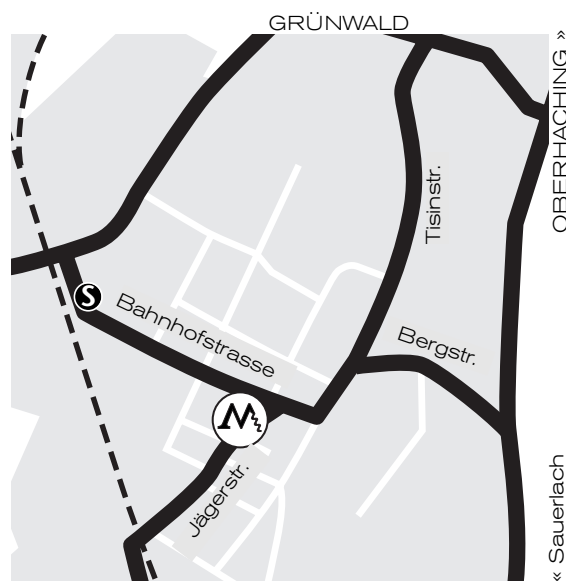 GRÜNWALD
OBERHACHING »
Tisinstr.
S
Bahnhofstrasse
Bergstr.
M
Jägerstr.
« Sauerlach